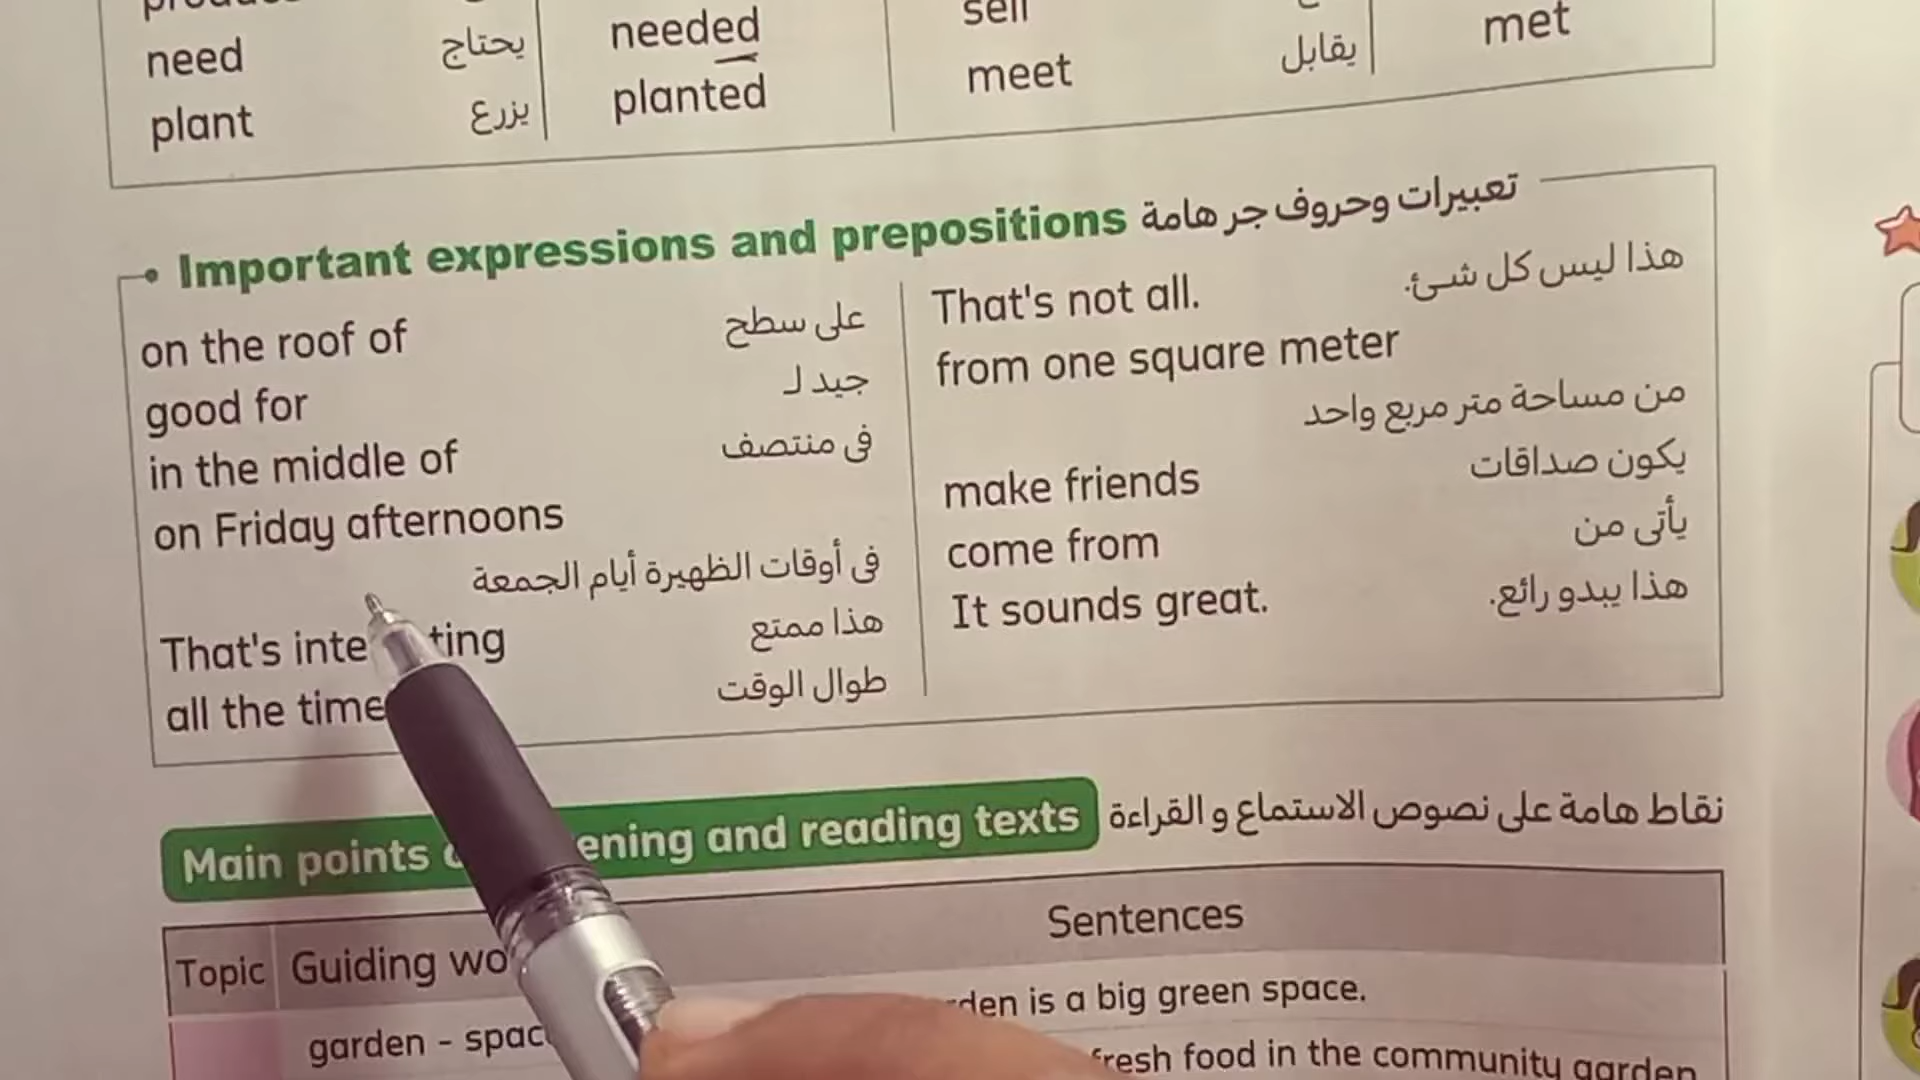 need يحتاج needed sell
plant يزرع planted meet يقابل met
Important expressions and prepositions تعبيرات وحروف جر هامة
on the roof of على سطح
good for جيد لـ
in the middle of فى منتصف
on Friday afternoons
فى أوقات الظهيرة أيام الجمعة
That's هذا ممتع
all the time طوال الوقت
That's not all. هذا ليس كل شئ.
from one square meter
من مساحة متر مربع واحد
make friends يكون صداقات
come from يأتى من
It sounds great. هذا يبدو رائع.
Main points and reading texts نقاط هامة على نصوص الاستماع و القراءة
Topic Guiding Sentences
garden - is a big green space.
fresh food in the community garden